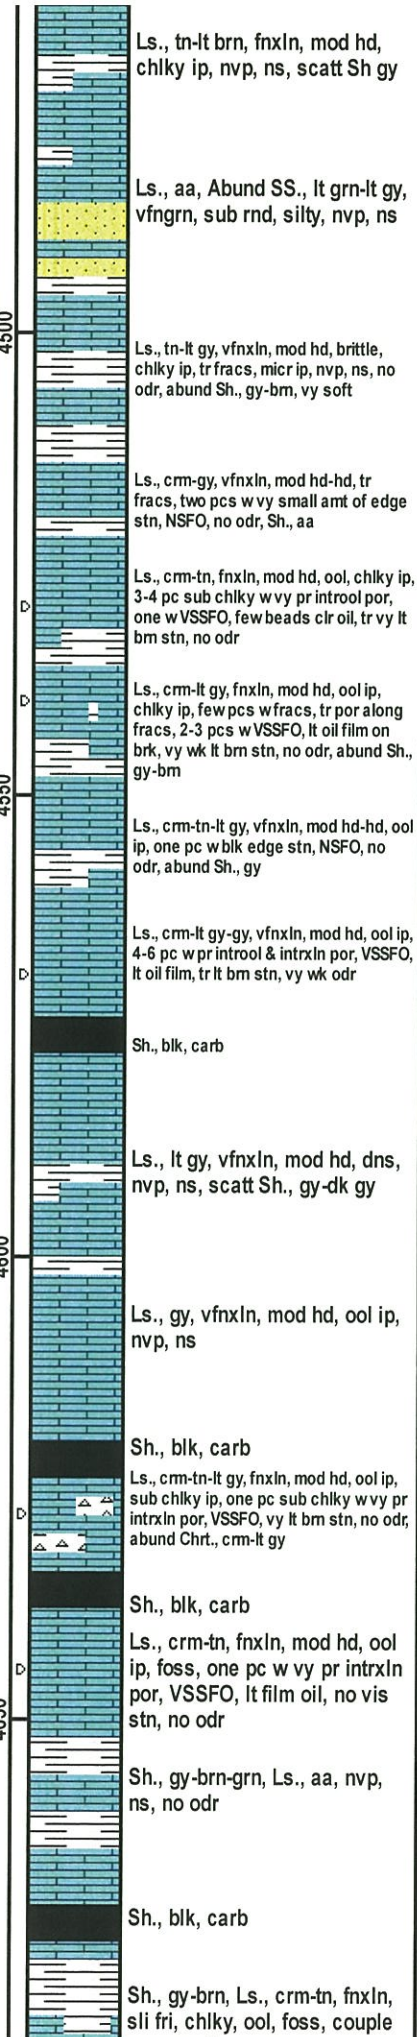 Ls., tn-lt brn, fnxln, mod hd,
chlky ip, nvp, ns, scatt Sh gy
Ls., aa, Abund SS., lt grn-lt gy,
vfngrn, sub rnd, silty, nvp, ns
4500
Ls., tn-lt gy, vfnxln, mod hd, brittle,
chlky ip, tr fracs, micr ip, nvp, ns, no
odr, abund Sh., gy-brn, vy soft
Ls., crm-gy, vfnxln, mod hd-hd, tr
fracs, two pcs w vy small amt of edge
stn, NSFO, no odr, Sh., aa
Ls., crm-tn, fnxln, mod hd, ool, chlky ip,
3-4 pc sub chlky w vy pr introol por,
one w VSSFO, few beads clr oil, tr vy lt
brn stn, no odr
Ls., crm-lt gy, fnxln, mod hd, ool ip,
chlky ip, few pcs w fracs, tr por along
fracs, 2-3 pcs w VSSFO, lt oil film on
brk, vy wk lt brn stn, no odr, abund Sh.,
gy-brn
4550
Ls., crm-tn-lt gy, vfnxln, mod hd-hd, ool
ip, one pc w blk edge stn, NSFO, no
odr, abund Sh., gy
Ls., crm-lt gy-gy, vfnxln, mod hd, ool ip,
4-6 pc w pr introol & intrxln por, VSSFO,
lt oil film, tr lt brn stn, vy wk odr
Sh., blk, carb
Ls., lt gy, vfnxln, mod hd, dns,
nvp, ns, scatt Sh., gy-dk gy
4600
Ls., gy, vfnxln, mod hd, ool ip,
nvp, ns
Sh., blk, carb
Ls., crm-tn-lt gy, fnxln, mod hd, ool ip,
sub chlky ip, one pc sub chlky w vy pr
intrxln por, VSSFO, vy lt brn stn, no odr,
abund Chrt., crm-lt gy
Sh., blk, carb
Ls., crm-tn, fnxln, mod hd, ool
ip, foss, one pc w vy pr intrxln
por, VSSFO, lt film oil, no vis
stn, no odr
4650
Sh., gy-brn-grn, Ls., aa, nvp,
ns, no odr
Sh., blk, carb
Sh., gy-brn, Ls., crm-tn, fnxln,
sli fri, chlky, ool, foss, couple